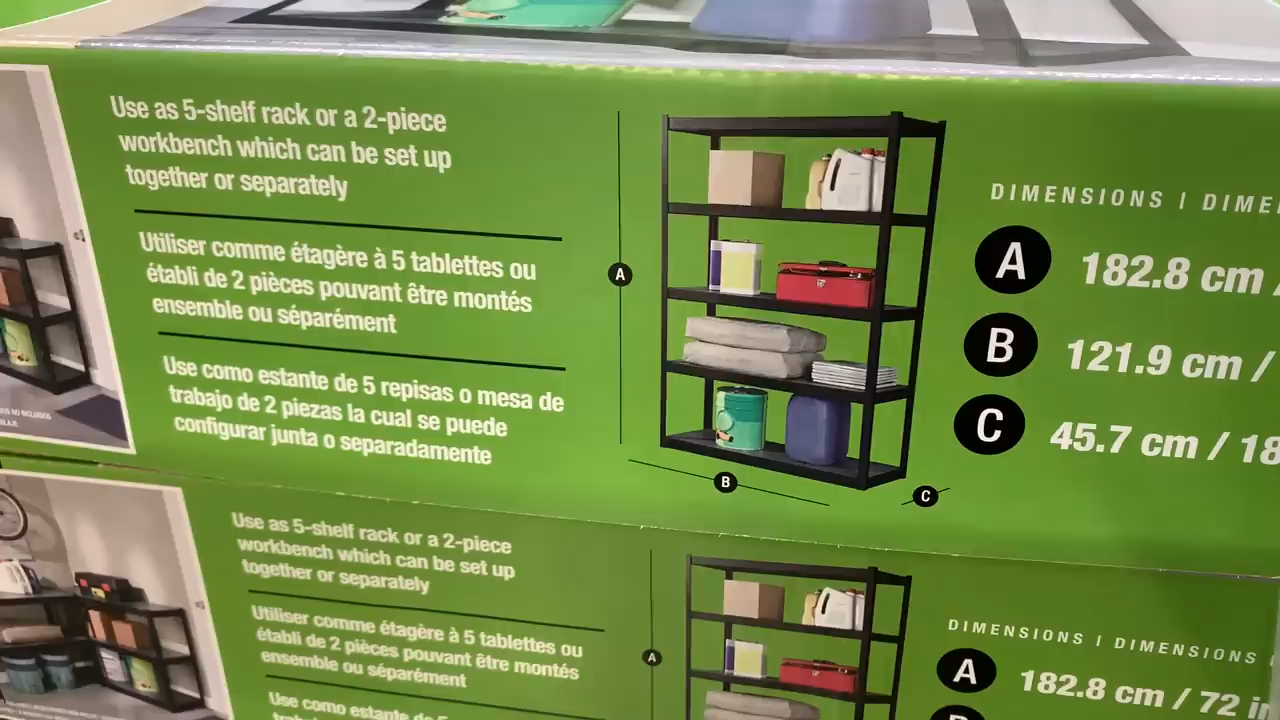 Use as 5-shelf rack or a 2-piece
workbench which can be set up
together or separately
Utiliser comme étagère à 5 tablettes ou
établi de 2 pièces pouvant être montés
ensemble ou séparément
Use como estante de 5 repisas o mesa de
trabajo de 2 piezas la cual se puede
configurar junta o separadamente
A
B
C
DIMENSIONS | DIME
A 182.8 cm /
B 121.9 cm /
C 45.7 cm / 18
Use as 5-shelf rack or a 2-piece
workbench which can be set up
together or separately
Utiliser comme étagère à 5 tablettes ou
établi de 2 pièces pouvant être montés
ensemble ou séparément
Use como estante de 5
A
DIMENSIONS | DIMENSIONS
A 182.8 cm / 72 in